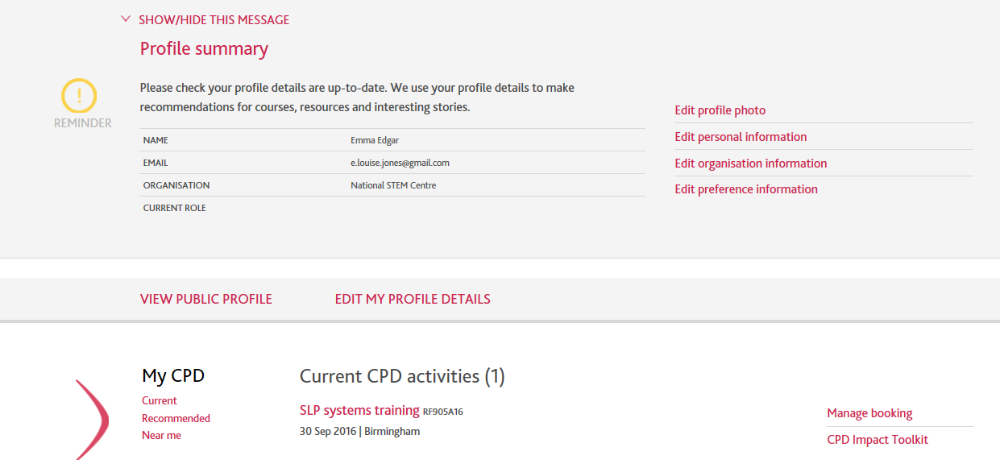 SHOW/HIDE THIS MESSAGE
Profile summary
Please check your profile details are up-to-date. We use your profile details to make
recommendations for courses, resources and interesting stories.
!
REMINDER
NAME Emma Edgar
EMAIL e.louise.jones@gmail.com
ORGANISATION National STEM Centre
CURRENT ROLE
Edit profile photo
Edit personal information
Edit organisation information
Edit preference information
VIEW PUBLIC PROFILE EDIT MY PROFILE DETAILS
My CPD
Current
Recommended
Near me
Current CPD activities (1)
SLP systems training RF905A16
30 Sep 2016 | Birmingham
Manage booking
CPD Impact Toolkit